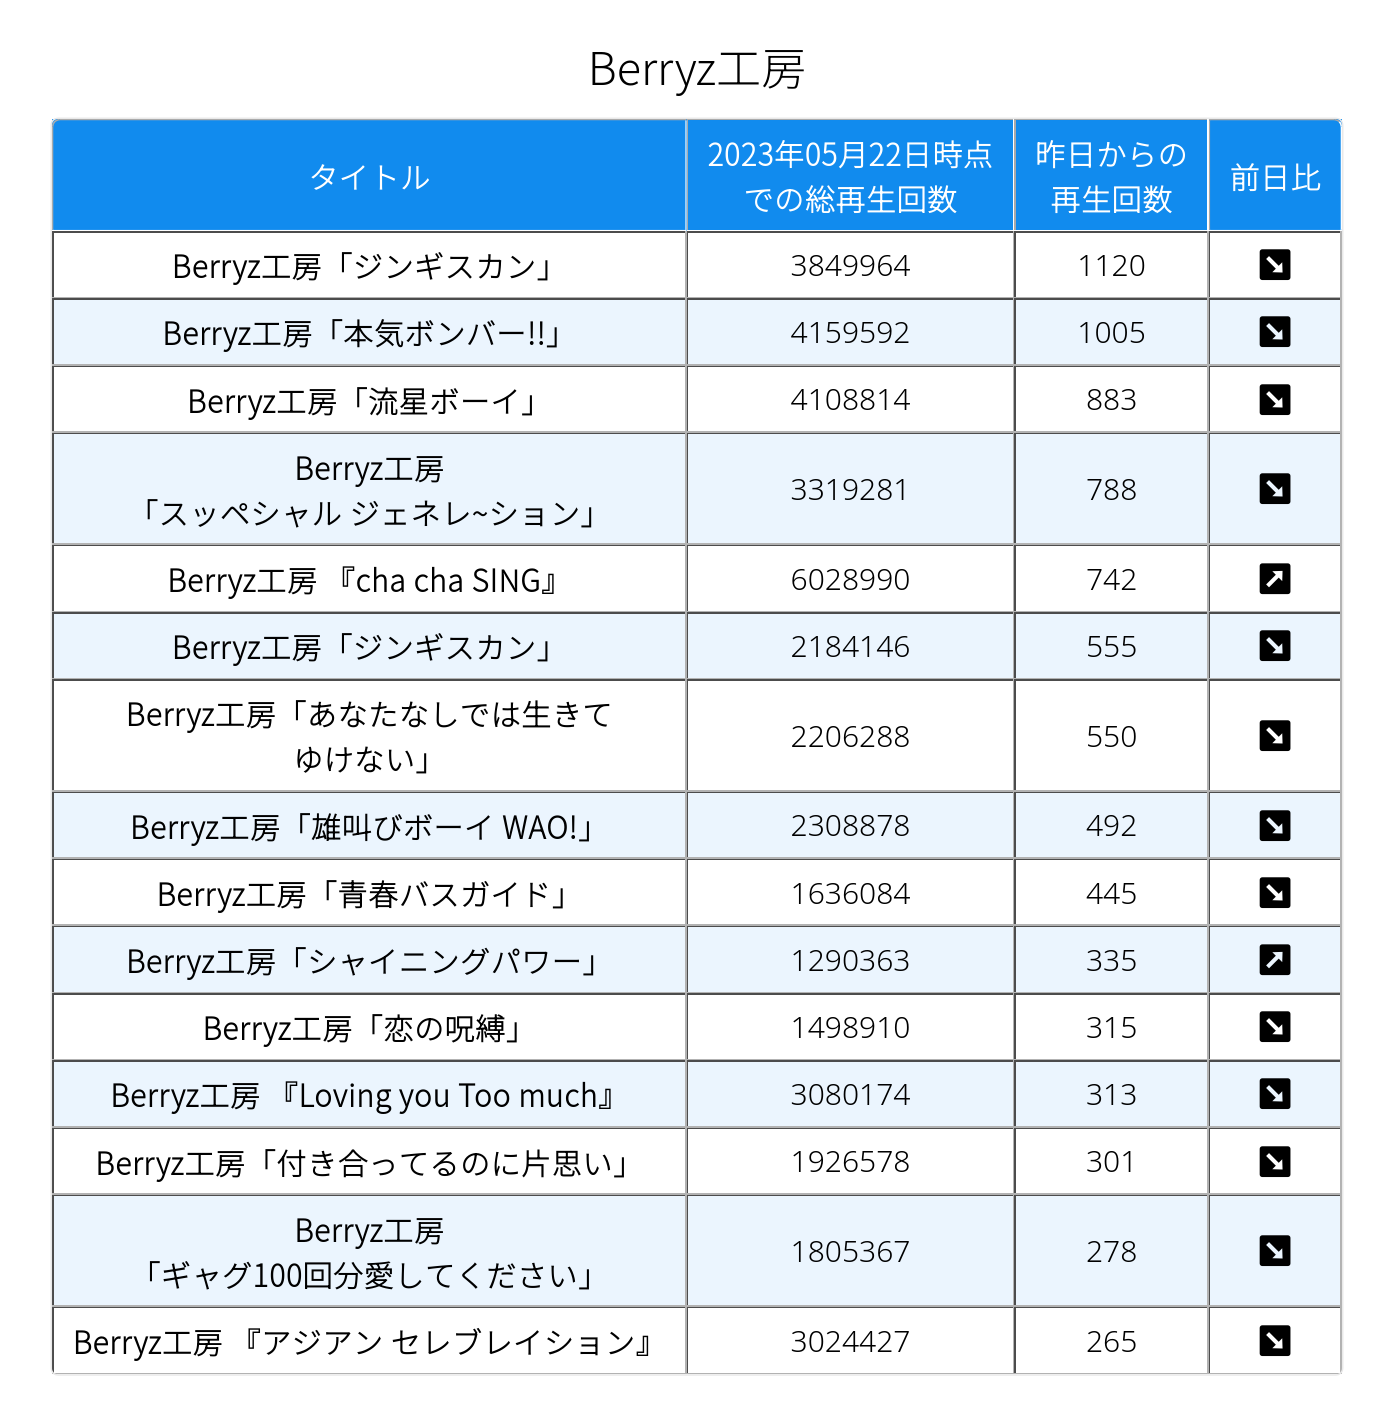 Berryz工房
タイトル
2023年05月22日時点
での総再生回数
昨日からの
再生回数
前日比
Berryz工房「ジンギスカン」 3849964 1120
Berryz工房「本気ボンバー!!」 4159592 1005
Berryz工房「流星ボーイ」 4108814 883
Berryz工房
「スッペシャル ジェネレ~ション」 3319281 788
Berryz工房 『cha cha SING』 6028990 742
Berryz工房「ジンギスカン」 2184146 555
Berryz工房「あなたなしでは生きて
ゆけない」 2206288 550
Berryz工房「雄叫びボーイ WAO!」 2308878 492
Berryz工房「青春バスガイド」 1636084 445
Berryz工房「シャイニングパワー」 1290363 335
Berryz工房「恋の呪縛」 1498910 315
Berryz工房 『Loving you Too much』 3080174 313
Berryz工房「付き合ってるのに片思い」 1926578 301
Berryz工房
「ギャグ100回分愛してください」 1805367 278
Berryz工房 『アジアン セレブレイション』 3024427 265